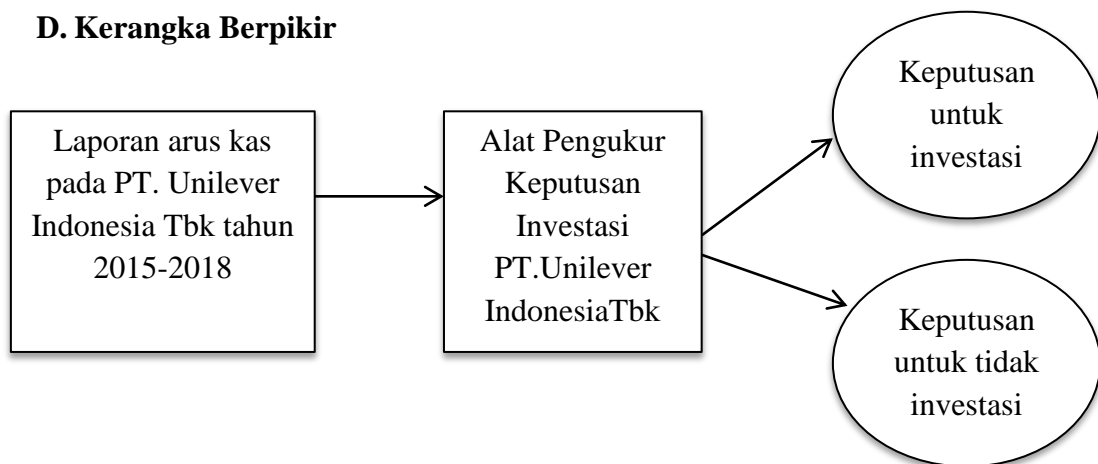 D. Kerangka Berpikir
Laporan arus kas
pada PT. Unilever
Indonesia Tbk tahun
2015-2018
Alat Pengukur
Keputusan
Investasi
PT.Unilever
IndonesiaTbk
Keputusan
untuk
investasi
Keputusan
untuk tidak
investasi